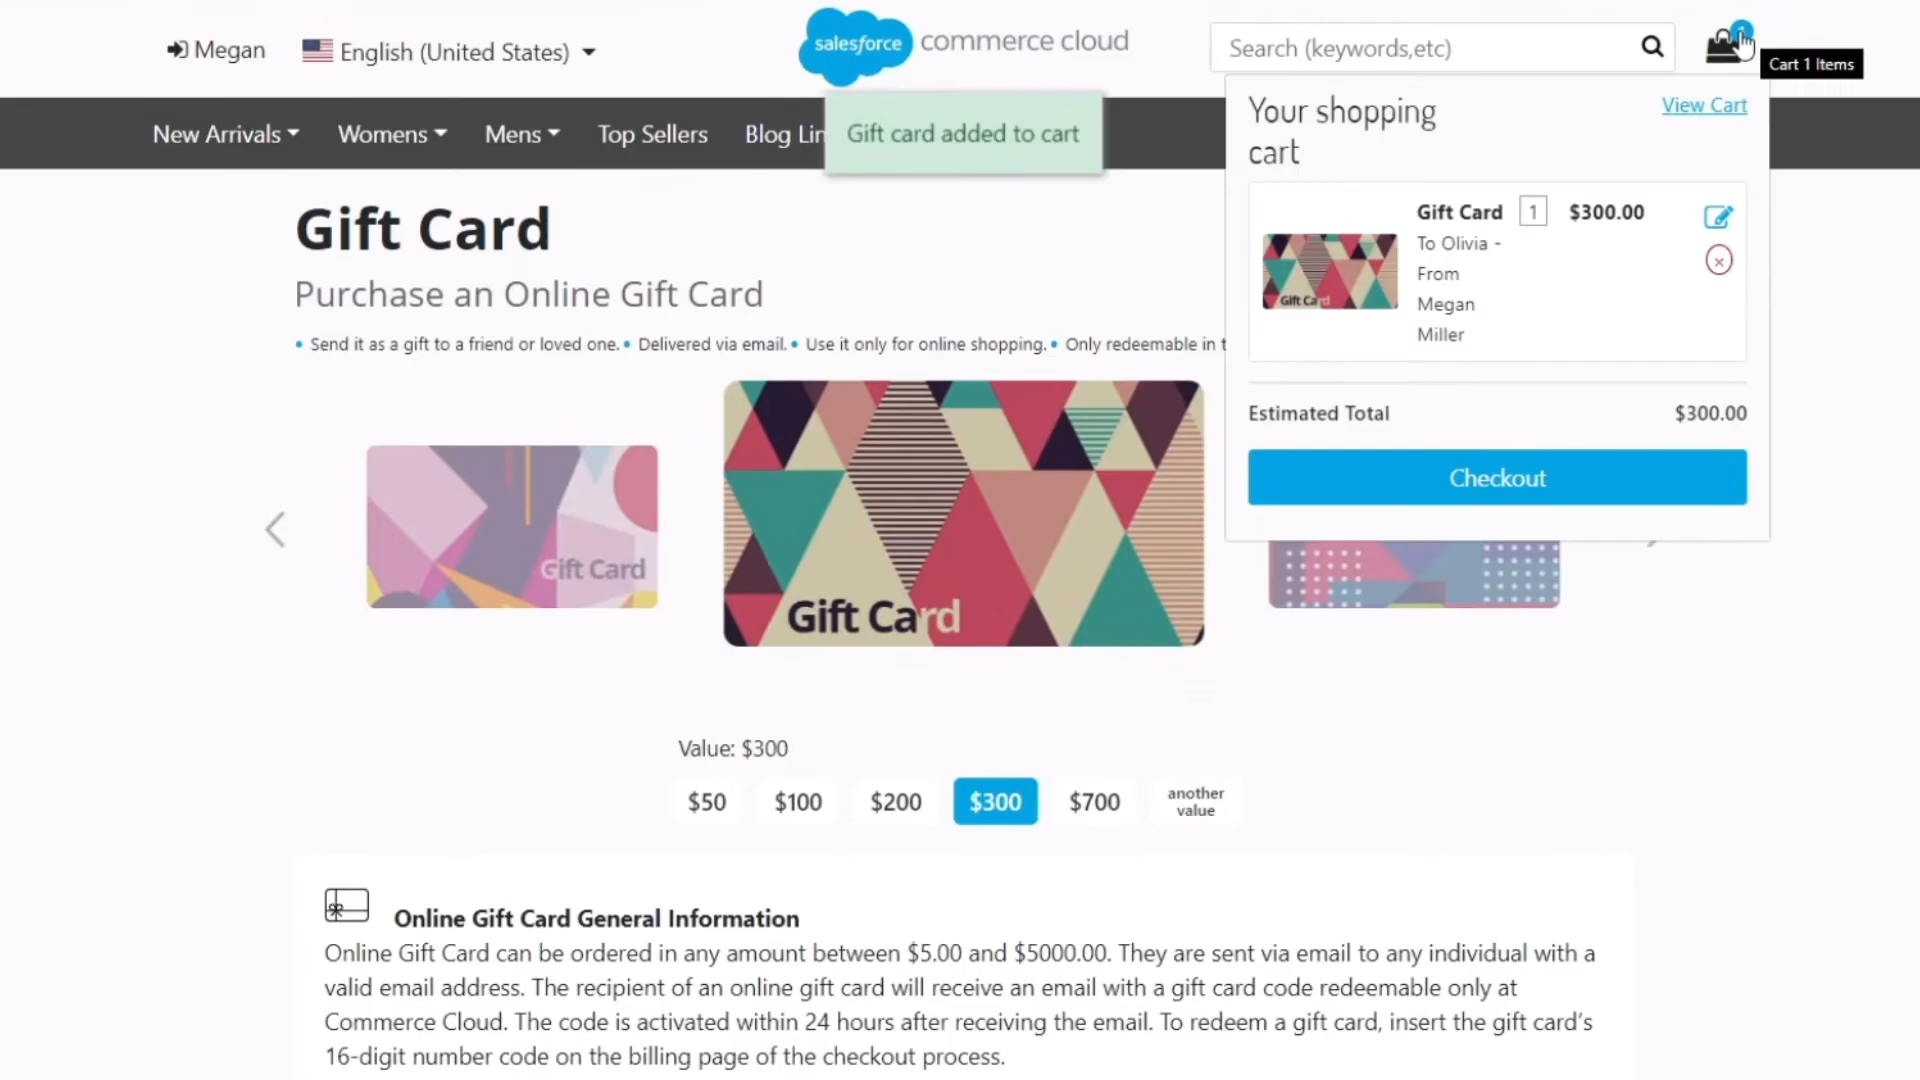 Megan
English (United States)
salesforce commerce cloud
Search (keywords,etc)
Cart 1 Items
New Arrivals
Womens
Mens
Top Sellers
Blog Lin
Gift card added to cart
Your shopping
cart
View Cart
Gift Card 1 $300.00
To Olivia -
From
Megan
Miller
Gift Card
Estimated Total $300.00
Checkout
Gift Card
Purchase an Online Gift Card
• Send it as a gift to a friend or loved one. • Delivered via email. • Use it only for online shopping. • Only redeemable in t
Gift Card
Gift Card
Value: $300
$50 $100 $200 $300 $700 another
value
Online Gift Card General Information
Online Gift Card can be ordered in any amount between $5.00 and $5000.00. They are sent via email to any individual with a
valid email address. The recipient of an online gift card will receive an email with a gift card code redeemable only at
Commerce Cloud. The code is activated within 24 hours after receiving the email. To redeem a gift card, insert the gift card’s
16-digit number code on the billing page of the checkout process.